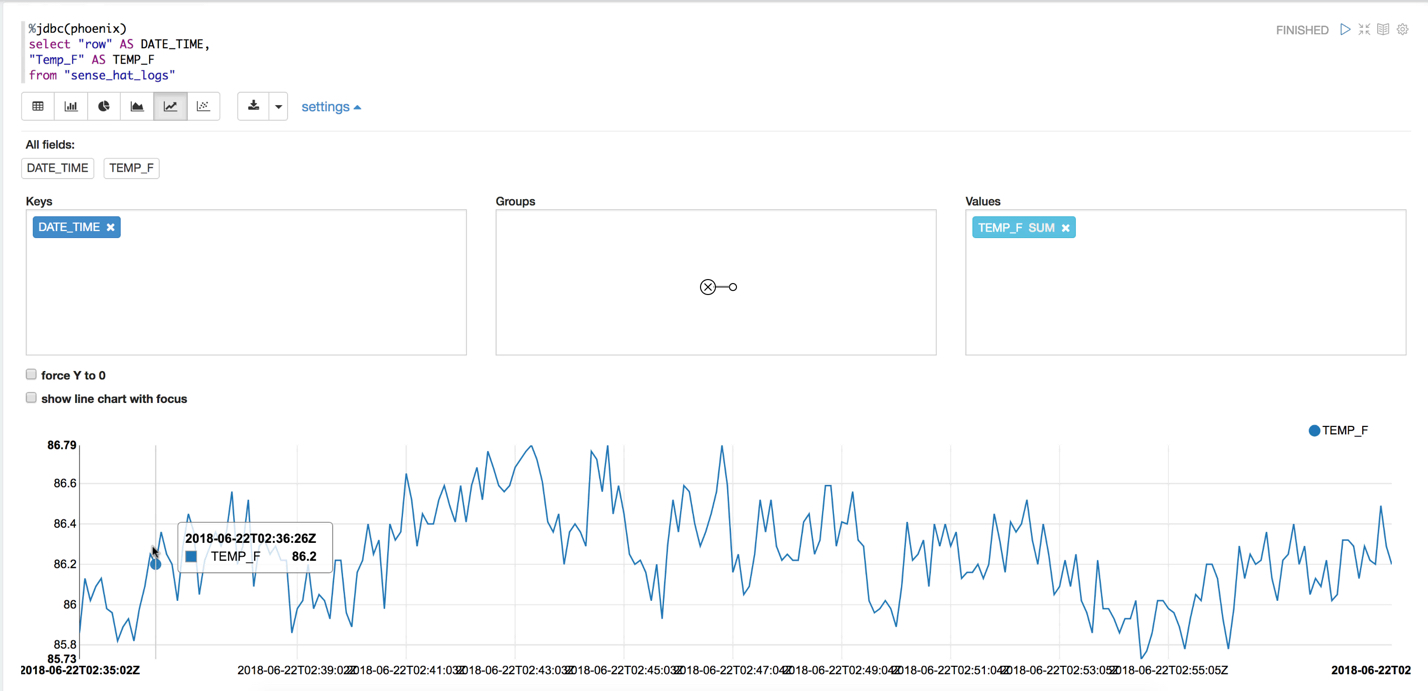 %jdbc(phoenix)
FINISHED
select "row" AS DATE_TIME,
"Temp_F" AS TEMP_F
from "sense_hat_logs"
settings
All fields:
DATE_TIME TEMP_F
Keys Groups Values
DATE_TIME TEMP_F SUM
force Y to 0
show line chart with focus
TEMP_F
86.79
86.6
86.4
2018-06-22T02:36:26Z
TEMP_F 86.2
86.2
86
85.8
85.73
2018-06-22T02:35:02Z 2018-06-22T02:39:02Z 2018-06-22T02:41:03Z 2018-06-22T02:43:03Z 2018-06-22T02:45:03Z 2018-06-22T02:47:04Z 2018-06-22T02:49:04Z 2018-06-22T02:51:04Z 2018-06-22T02:53:05Z 2018-06-22T02:55:05Z 2018-06-22T02